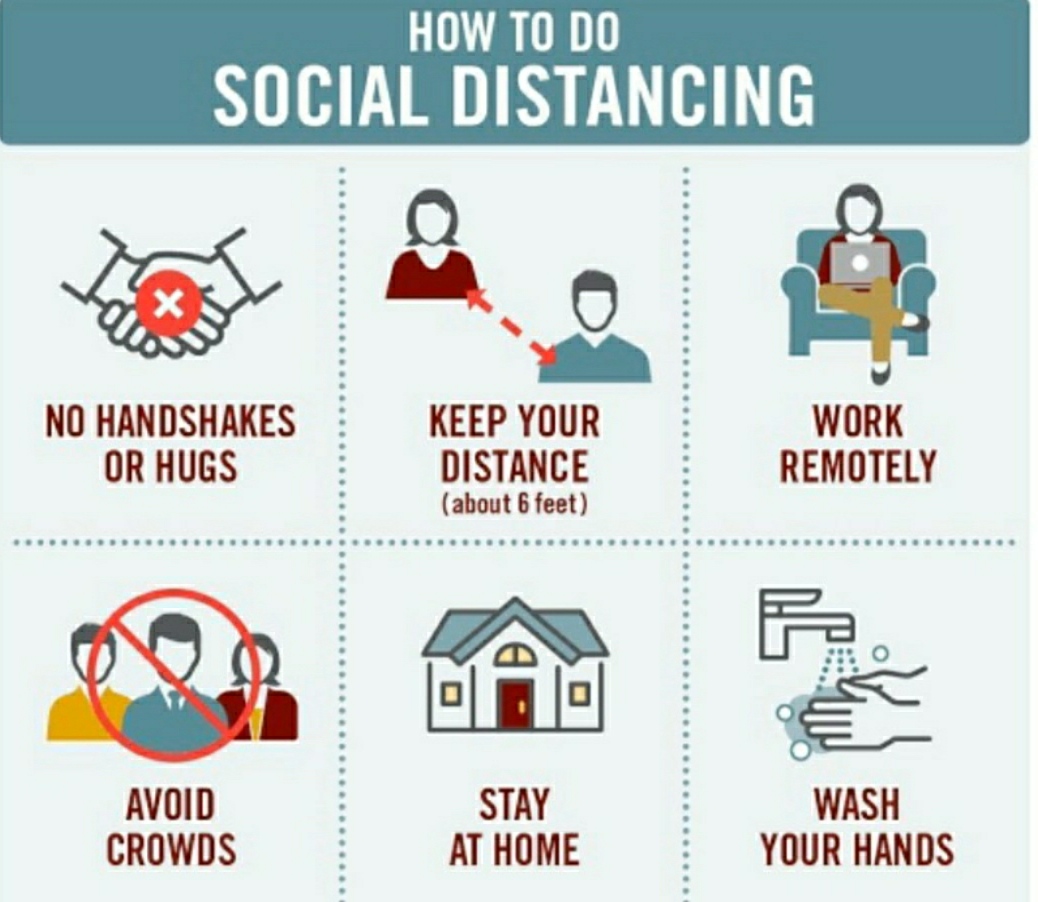 HOW TO DO
SOCIAL DISTANCING
NO HANDSHAKES
OR HUGS
KEEP YOUR
DISTANCE
(about 6 feet)
WORK
REMOTELY
AVOID
CROWDS
STAY
AT HOME
WASH
YOUR HANDS